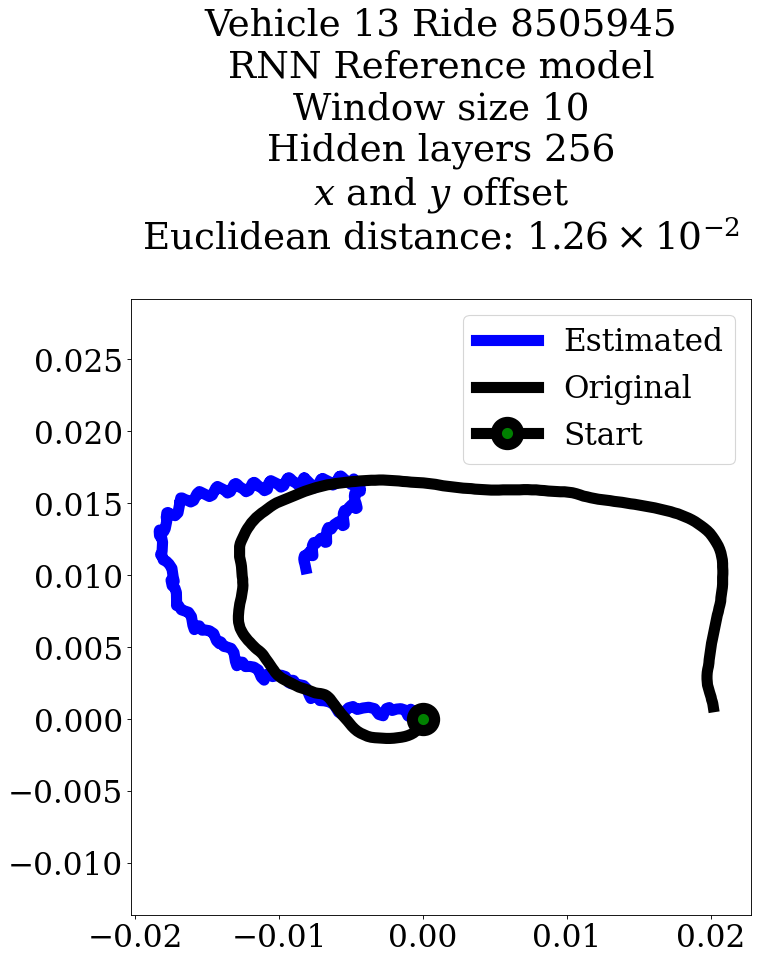 Vehicle 13 Ride 8505945
RNN Reference model
Window size 10
Hidden layers 256
x and y offset
Euclidean distance: 1.26 × 10⁻²
Estimated
Original
Start
0.025
0.020
0.015
0.010
0.005
0.000
−0.005
−0.010
−0.02 −0.01 0.00 0.01 0.02